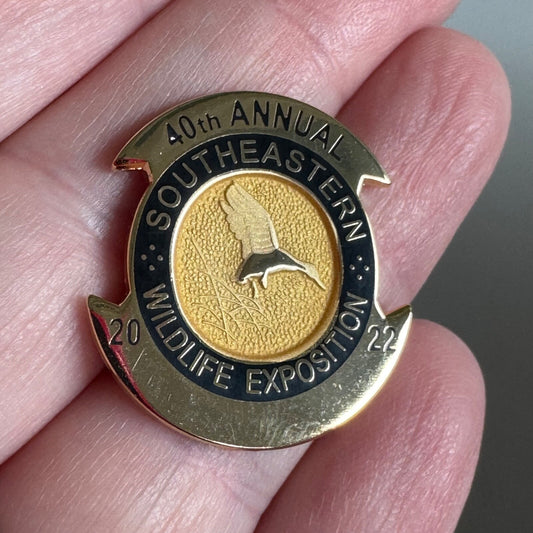 40th ANNUAL
SOUTHEASTERN
WILDLIFE EXPOSITION
20 22